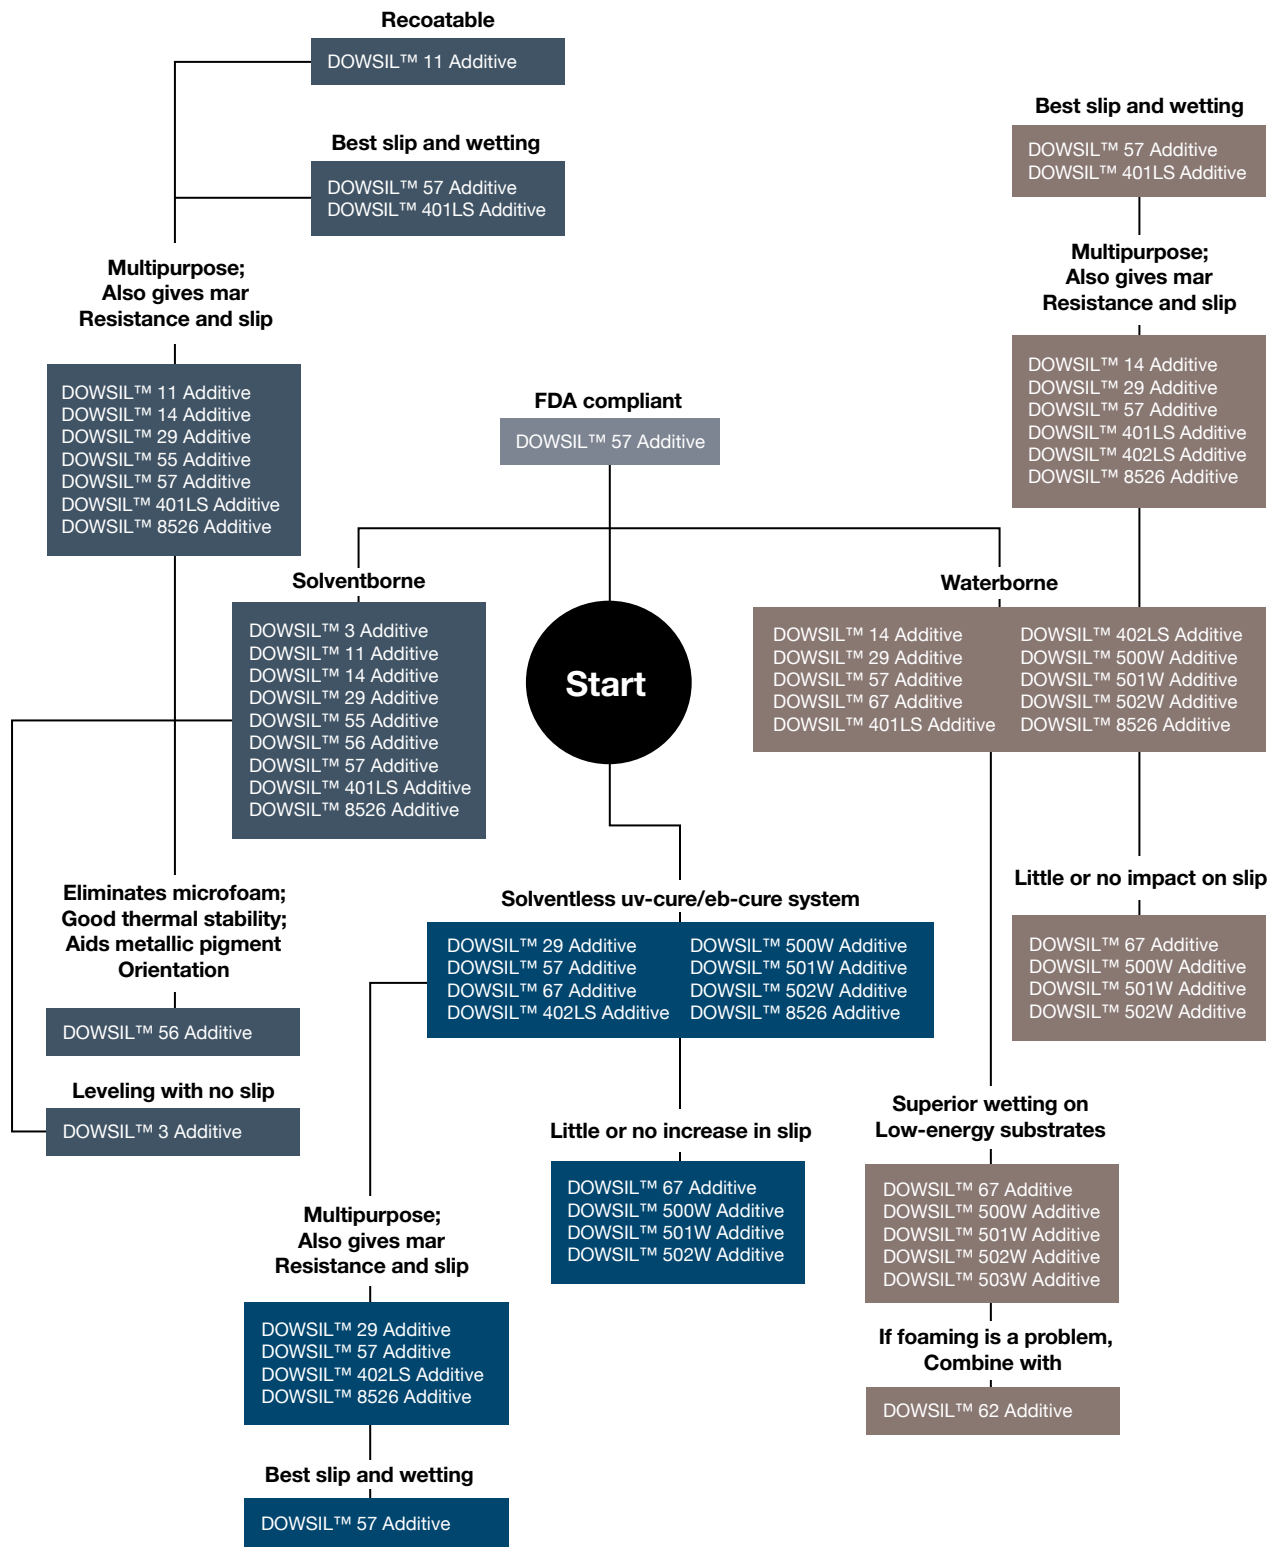 Recoatable
DOWSIL™ 11 Additive
Best slip and wetting
DOWSIL™ 57 Additive
DOWSIL™ 401LS Additive
Multipurpose;
Also gives mar
Resistance and slip
DOWSIL™ 11 Additive
DOWSIL™ 14 Additive
DOWSIL™ 29 Additive
DOWSIL™ 55 Additive
DOWSIL™ 57 Additive
DOWSIL™ 401LS Additive
DOWSIL™ 8526 Additive
Best slip and wetting
DOWSIL™ 57 Additive
DOWSIL™ 401LS Additive
Multipurpose;
Also gives mar
Resistance and slip
DOWSIL™ 14 Additive
DOWSIL™ 29 Additive
DOWSIL™ 57 Additive
DOWSIL™ 401LS Additive
DOWSIL™ 402LS Additive
DOWSIL™ 8526 Additive
FDA compliant
DOWSIL™ 57 Additive
Solventborne
DOWSIL™ 3 Additive
DOWSIL™ 11 Additive
DOWSIL™ 14 Additive
DOWSIL™ 29 Additive
DOWSIL™ 55 Additive
DOWSIL™ 56 Additive
DOWSIL™ 57 Additive
DOWSIL™ 401LS Additive
DOWSIL™ 8526 Additive
Start
Waterborne
DOWSIL™ 14 Additive
DOWSIL™ 29 Additive
DOWSIL™ 57 Additive
DOWSIL™ 67 Additive
DOWSIL™ 401LS Additive
DOWSIL™ 402LS Additive
DOWSIL™ 500W Additive
DOWSIL™ 501W Additive
DOWSIL™ 502W Additive
DOWSIL™ 8526 Additive
Eliminates microfoam;
Good thermal stability;
Aids metallic pigment
Orientation
DOWSIL™ 56 Additive
Leveling with no slip
DOWSIL™ 3 Additive
Solventless uv-cure/eb-cure system
DOWSIL™ 29 Additive
DOWSIL™ 57 Additive
DOWSIL™ 67 Additive
DOWSIL™ 402LS Additive
DOWSIL™ 500W Additive
DOWSIL™ 501W Additive
DOWSIL™ 502W Additive
DOWSIL™ 8526 Additive
Little or no impact on slip
DOWSIL™ 67 Additive
DOWSIL™ 500W Additive
DOWSIL™ 501W Additive
DOWSIL™ 502W Additive
Little or no increase in slip
DOWSIL™ 67 Additive
DOWSIL™ 500W Additive
DOWSIL™ 501W Additive
DOWSIL™ 502W Additive
Superior wetting on
Low-energy substrates
DOWSIL™ 67 Additive
DOWSIL™ 500W Additive
DOWSIL™ 501W Additive
DOWSIL™ 502W Additive
DOWSIL™ 503W Additive
If foaming is a problem,
Combine with
DOWSIL™ 62 Additive
Multipurpose;
Also gives mar
Resistance and slip
DOWSIL™ 29 Additive
DOWSIL™ 57 Additive
DOWSIL™ 402LS Additive
DOWSIL™ 8526 Additive
Best slip and wetting
DOWSIL™ 57 Additive